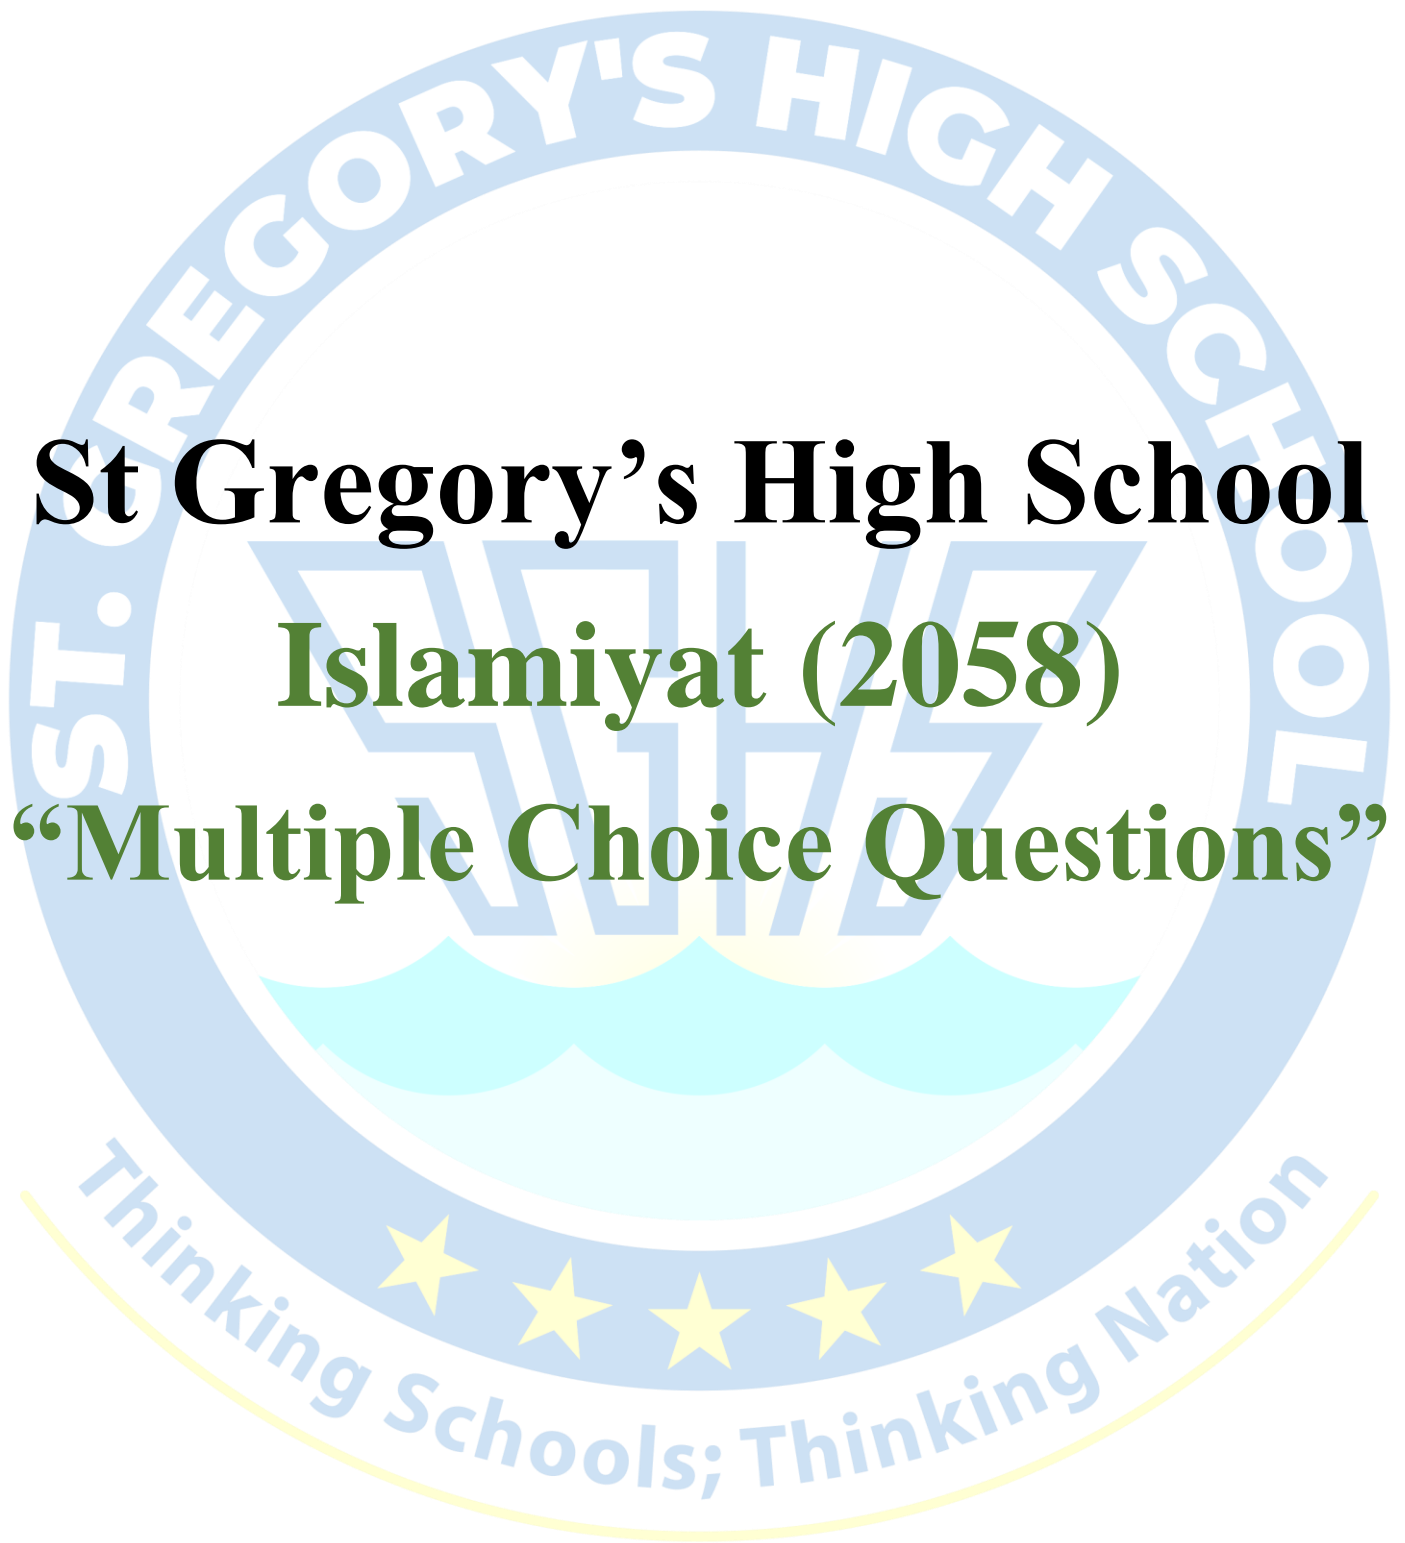 ST. GREGORY'S HIGH SCHOOL
St Gregory’s High School
Islamiyat (2058)
“Multiple Choice Questions”
Thinking Schools; Thinking Nation